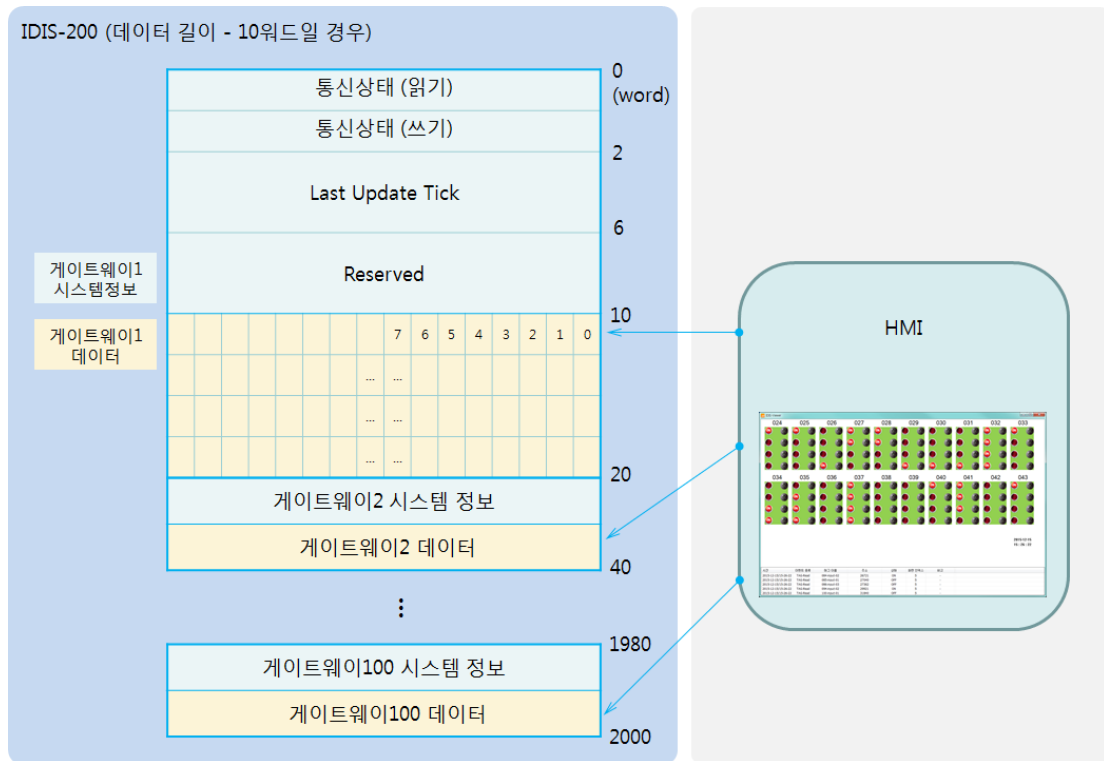 IDIS-200 (데이터 길이 - 10워드일 경우)
통신상태 (읽기)
0
(word)
통신상태 (쓰기)
2
Last Update Tick
6
게이트웨이1
시스템정보
Reserved
10
게이트웨이1
데이터
7 6 5 4 3 2 1 0
... ...
... ...
... ...
20
게이트웨이2 시스템 정보
게이트웨이2 데이터
40
⋮
1980
게이트웨이100 시스템 정보
게이트웨이100 데이터
2000
HMI
024 025 026 027 028 029 030 031 032 033
034 035 036 037 038 039 040 041 042 043